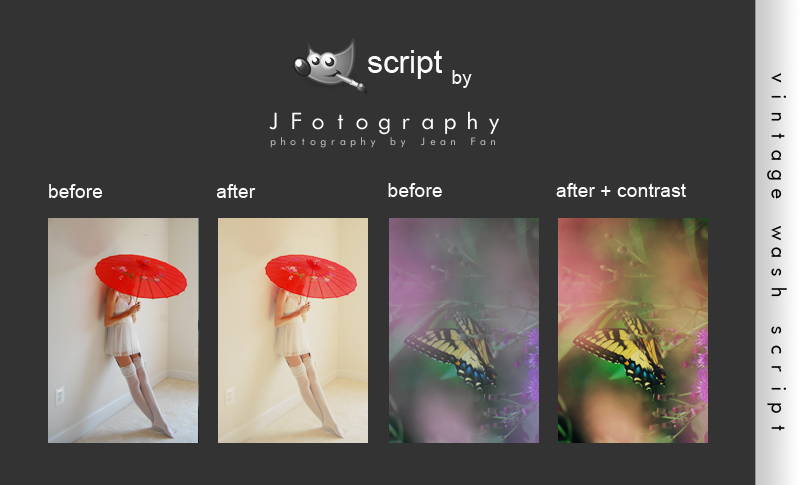 script by
JFotography
photography by Jean Fan
before
after
before
after + contrast
vintage wash script